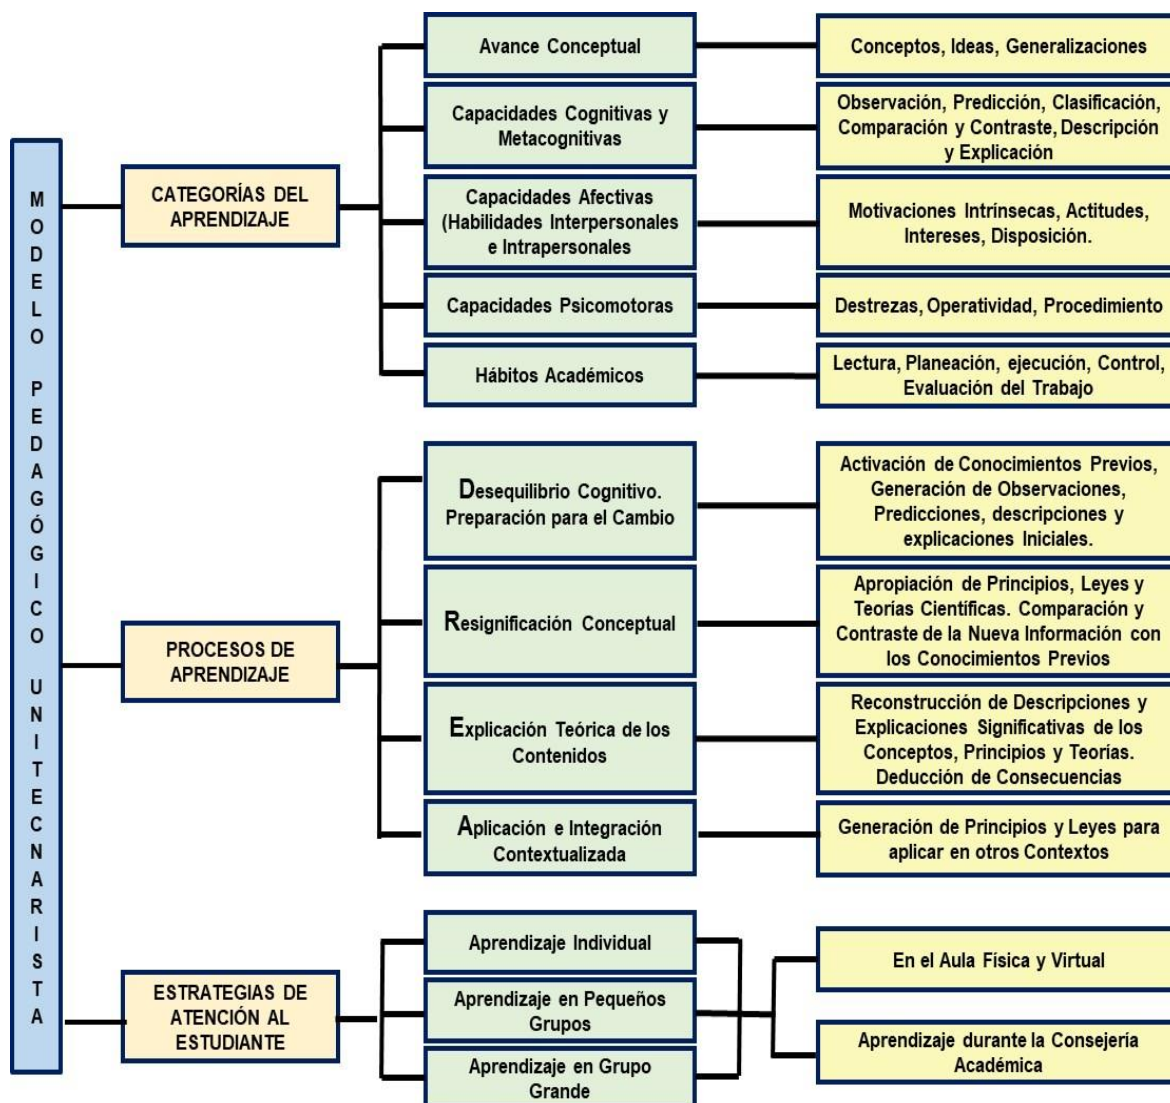 MODELO PEDAGÓGICO UNITECNARISTA
CATEGORÍAS DEL
APRENDIZAJE
Avance Conceptual
Conceptos, Ideas, Generalizaciones
Capacidades Cognitivas y
Metacognitivas
Observación, Predicción, Clasificación,
Comparación y Contraste, Descripción
y Explicación
Capacidades Afectivas
(Habilidades Interpersonales
e Intrapersonales
Motivaciones Intrínsecas, Actitudes,
Intereses, Disposición.
Capacidades Psicomotoras
Destrezas, Operatividad, Procedimiento
Hábitos Académicos
Lectura, Planeación, ejecución, Control,
Evaluación del Trabajo
PROCESOS DE
APRENDIZAJE
Desequilibrio Cognitivo.
Preparación para el Cambio
Activación de Conocimientos Previos,
Generación de Observaciones,
Predicciones, descripciones y
explicaciones Iniciales.
Resignificación Conceptual
Apropiación de Principios, Leyes y
Teorías Científicas. Comparación y
Contraste de la Nueva Información con
los Conocimientos Previos
Explicación Teórica de los
Contenidos
Reconstrucción de Descripciones y
Explicaciones Significativas de los
Conceptos, Principios y Teorías.
Deducción de Consecuencias
Aplicación e Integración
Contextualizada
Generación de Principios y Leyes para
aplicar en otros Contextos
ESTRATEGIAS DE
ATENCIÓN AL
ESTUDIANTE
Aprendizaje Individual
Aprendizaje en Pequeños
Grupos
Aprendizaje en Grupo
Grande
En el Aula Física y Virtual
Aprendizaje durante la Consejería
Académica